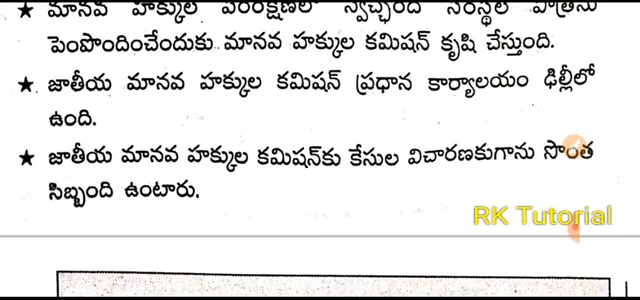 ★ మానవ హక్కుల పరిరక్షణలో స్వచ్ఛంద సంస్థల పాత్రను
పెంపొందించేందుకు మానవ హక్కుల కమిషన్ కృషి చేస్తుంది.
★ జాతీయ మానవ హక్కుల కమిషన్ ప్రధాన కార్యాలయం ఢిల్లీలో
ఉంది.
★ జాతీయ మానవ హక్కుల కమిషన్‌కు కేసుల విచారణకుగాను సొంత
సిబ్బంది ఉంటారు.
RK Tutorial